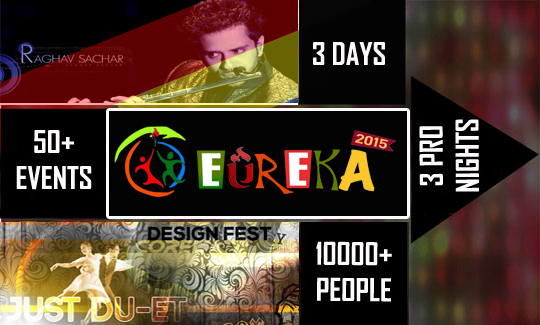 RAGHAV SACHAR
3 DAYS
50+
EVENTS
EUREKA
2015
3 PRO
NIGHTS
DESIGN FEST
JUST DU-ET
10000+
PEOPLE